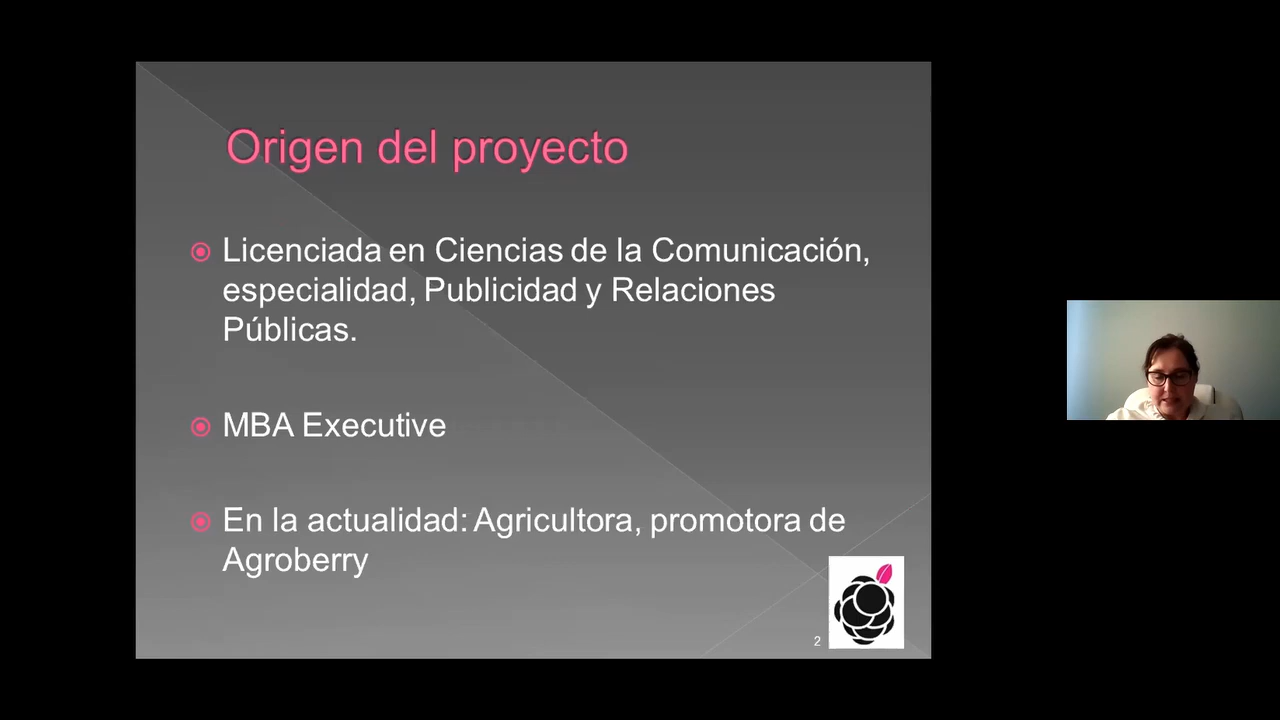 Origen del proyecto
Licenciada en Ciencias de la Comunicación,
especialidad, Publicidad y Relaciones
Públicas.
MBA Executive
En la actualidad: Agricultora, promotora de
Agroberry
2